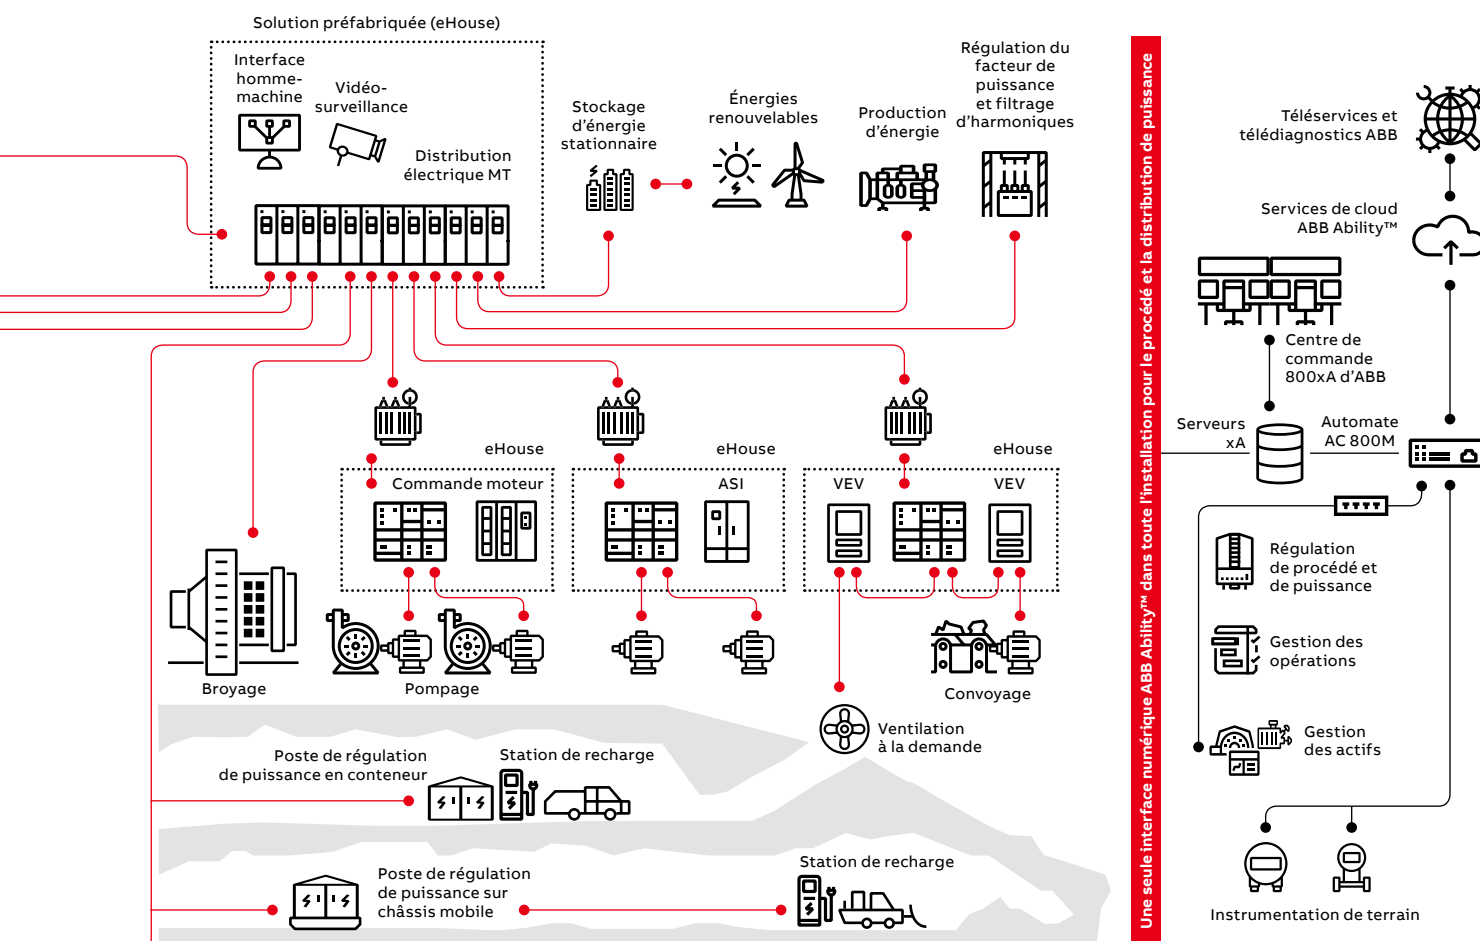 Solution préfabriquée (eHouse)
Interface
homme-
machine
Vidéo-
surveillance
Distribution
électrique MT
Stockage
d'énergie
stationnaire
Énergies
renouvelables
Production
d'énergie
Régulation du
facteur de
puissance
et filtrage
d'harmoniques
eHouse
Commande moteur
eHouse
ASI
eHouse
VEV
VEV
Broyage
Pompage
Convoyage
Ventilation
à la demande
Poste de régulation
de puissance en conteneur
Station de recharge
Poste de régulation
de puissance sur
châssis mobile
Station de recharge
Une seule interface numérique ABB Ability™ dans toute l'installation pour le procédé et la distribution de puissance
Téléservices et
télédiagnostics ABB
Services de cloud
ABB Ability™
Centre de
commande
800xA d'ABB
Serveurs
xA
Automate
AC 800M
Régulation
de procédé et
de puissance
Gestion des
opérations
Gestion
des actifs
Instrumentation de terrain